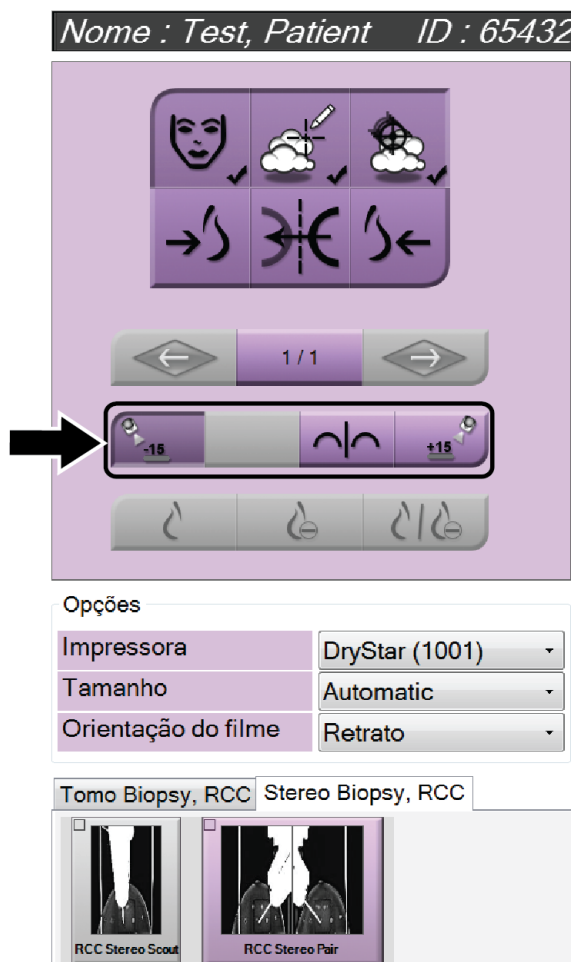 Nome : Test, Patient ID : 65432
1 / 1
-15
+15
Opções
Impressora DryStar (1001)
Tamanho Automatic
Orientação do filme Retrato
Tomo Biopsy, RCC Stereo Biopsy, RCC
RCC Stereo Scout RCC Stereo Pair